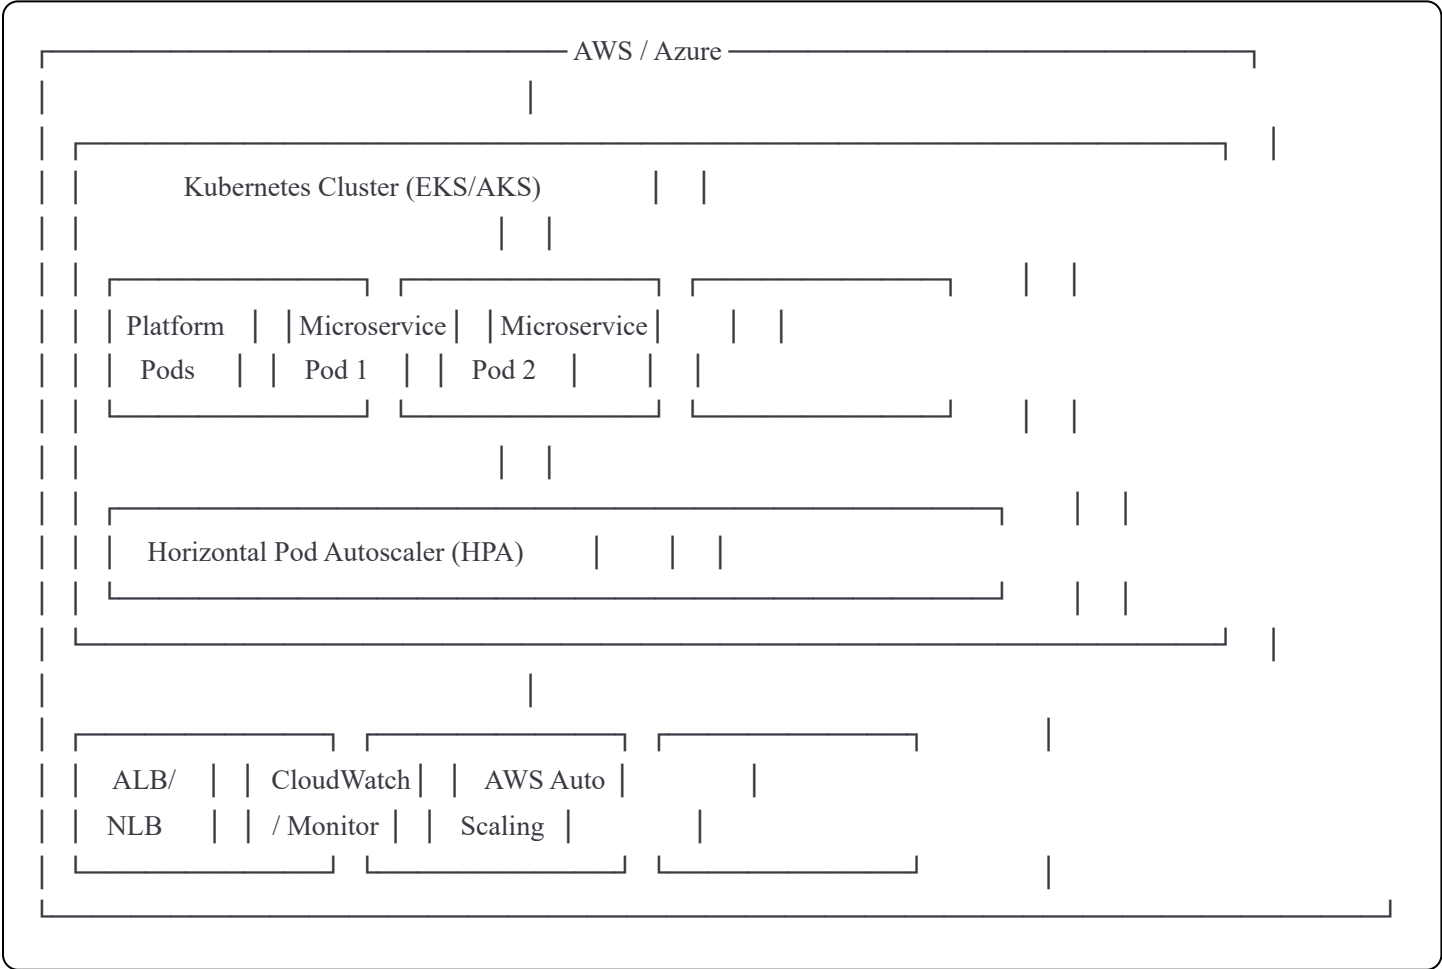 AWS / Azure
Kubernetes Cluster (EKS/AKS)
Platform Microservice Microservice
Pods Pod 1 Pod 2
Horizontal Pod Autoscaler (HPA)
ALB/ CloudWatch AWS Auto
NLB / Monitor Scaling